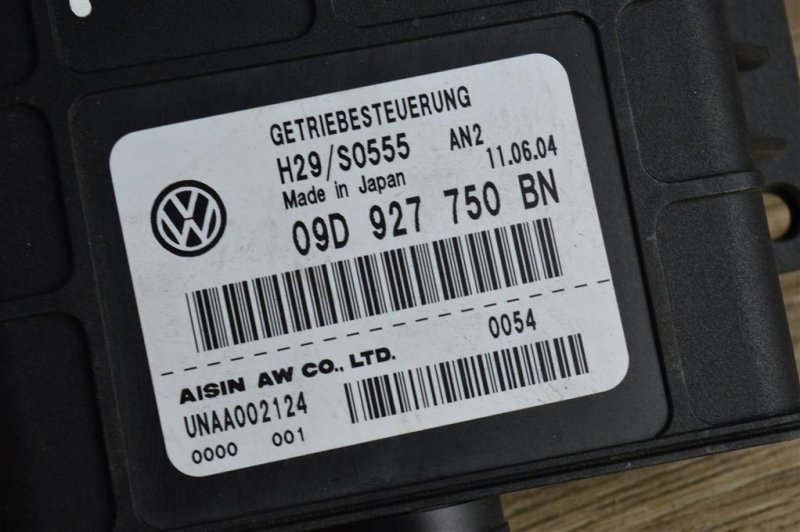 GETRIEBESTEUERUNG
H29/S0555 AN2 11.06.04
Made in Japan
09D 927 750 BN
0054
AISIN AW CO., LTD.
UNAA002124
0000 001